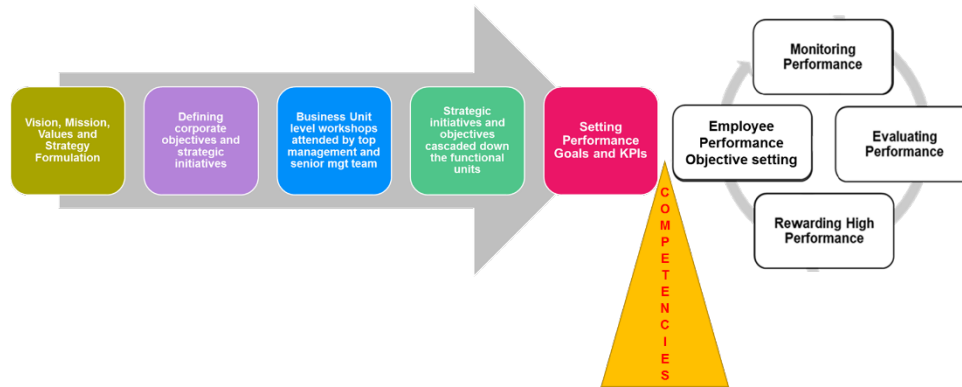 Vision, Mission,
Values and
Strategy
Formulation
Defining
corporate
objectives and
strategic
initiatives
Business Unit
level workshops
attended by top
management and
senior mgt team
Strategic
initiatives and
objectives
cascaded down
the functional
units
Setting
Performance
Goals and KPIs
COMPETENCIES
Employee
Performance
Objective setting
Monitoring
Performance
Evaluating
Performance
Rewarding High
Performance